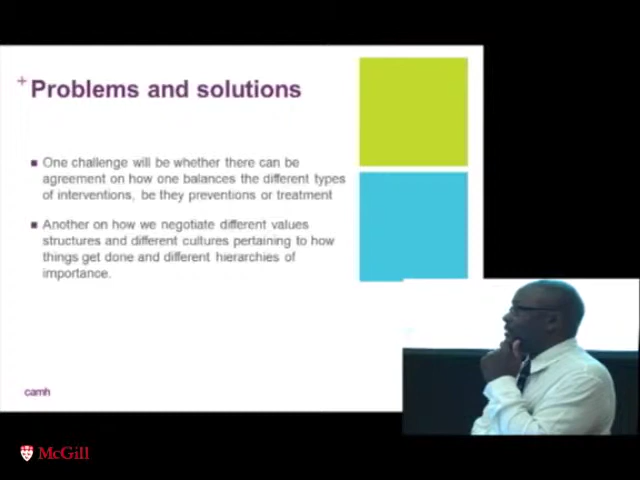 +
Problems and solutions
One challenge will be whether there can be
agreement on how one balances the different types
of interventions, be they preventions or treatment
Another on how we negotiate different values
structures and different cultures pertaining to how
things get done and different hierarchies of
importance.
camh
McGill